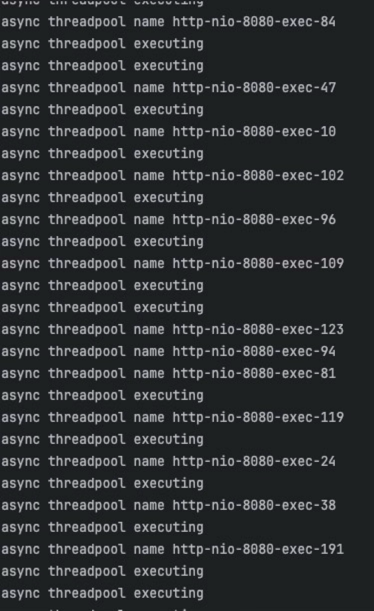 async threadpool executing
async threadpool name http-nio-8080-exec-84
async threadpool executing
async threadpool executing
async threadpool name http-nio-8080-exec-47
async threadpool executing
async threadpool name http-nio-8080-exec-10
async threadpool executing
async threadpool name http-nio-8080-exec-102
async threadpool executing
async threadpool name http-nio-8080-exec-96
async threadpool executing
async threadpool name http-nio-8080-exec-109
async threadpool executing
async threadpool executing
async threadpool name http-nio-8080-exec-123
async threadpool name http-nio-8080-exec-94
async threadpool name http-nio-8080-exec-81
async threadpool executing
async threadpool name http-nio-8080-exec-119
async threadpool executing
async threadpool name http-nio-8080-exec-24
async threadpool executing
async threadpool name http-nio-8080-exec-38
async threadpool executing
async threadpool name http-nio-8080-exec-191
async threadpool executing
async threadpool executing